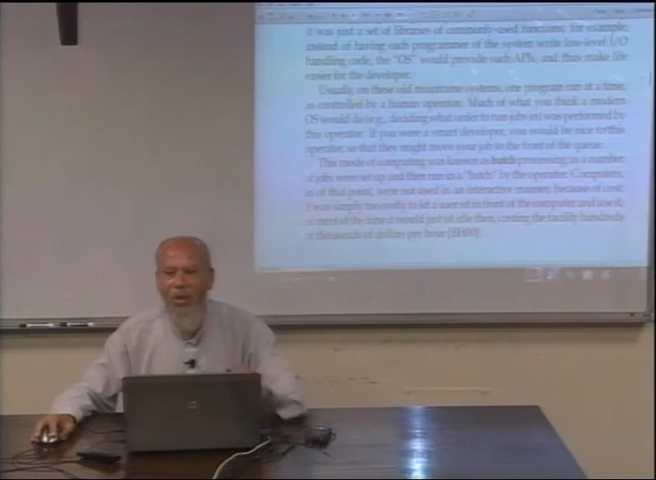 it was just a set of libraries of commonly-used functions; for example,
instead of having each programmer of the system write low-level I/O
handling code, the "OS" would provide such APIs, and thus make life
easier for the developer.
Usually, on these old mainframe systems, one program ran at a time,
as controlled by a human operator. Much of what you think a modern
OS would do (e.g., deciding what order to run jobs in) was performed by
this operator. If you were a smart developer, you would be nice to this
operator, so that they might move your job to the front of the queue.
This mode of computing was known as batch processing, as a number
of jobs were set up and then run in a "batch" by the operator. Computers,
as of that point, were not used in an interactive manner, because of cost:
it was simply too costly to let a user sit in front of the computer and use it,
as most of the time it would just sit idle then, costing the facility hundreds
of thousands of dollars per hour [BH00].